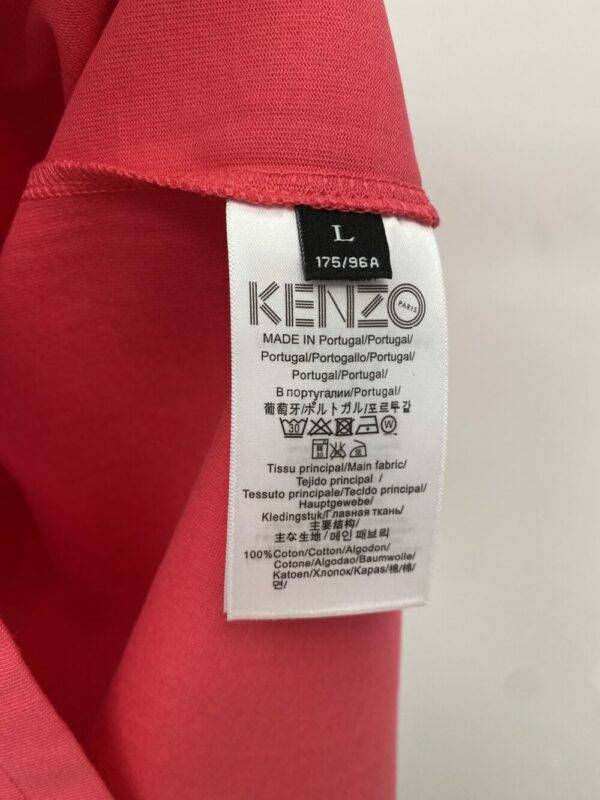 L
175/96A
KENZO
PARIS
MADE IN Portugal/Portugal/
Portugal/Portogallo/Portugal/
Portugal/Portugal/
В португалии/Portugal/
葡萄牙/ポルトガル/포르투갈
30 W
Tissu principal/Main fabric/
Tejido principal /
Tessuto principale/Tecldo principal/
Hauptgewebe/
Kledingstuk/Главная ткань/
主要结构/
主な生地 / 메인 패브릭
100%Coton/Cotton/Algodon/
Cotone/Algodao/Baumwolle/
Katoen/Хлопок/Kapas/棉/棉/
면/